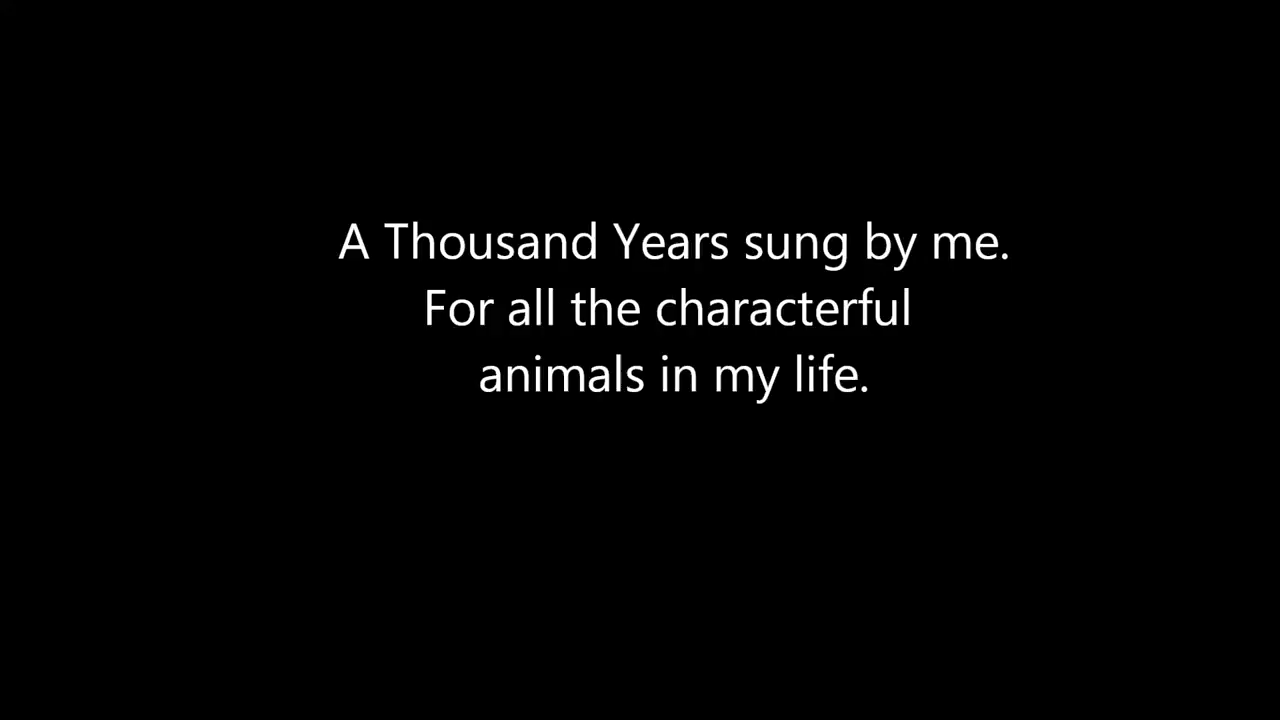 A Thousand Years sung by me.
For all the characterful
animals in my life.